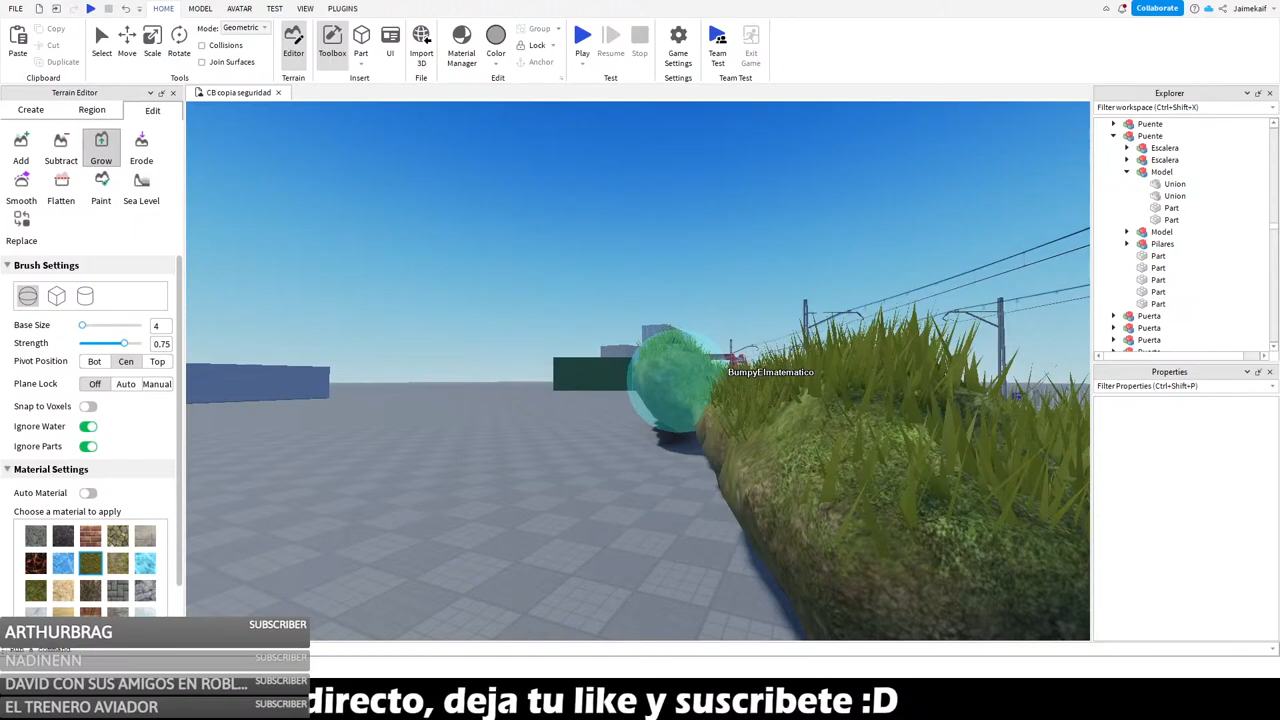 FILE HOME MODEL AVATAR TEST VIEW PLUGINS Collaborate Jaimekaif
Paste Copy Cut Duplicate Clipboard
Select Move Scale Rotate Mode: Geometric Collisions Join Surfaces Tools
Editor Terrain
Toolbox Part UI Insert
Import 3D File
Material Manager Color Group Lock Anchor Edit
Play Resume Stop Test
Game Settings Settings
Team Test Exit Game Team Test
Terrain Editor
CB copia seguridad
Explorer
Create Region Edit
Filter workspace (Ctrl+Shift+X)
Add Subtract Grow Erode
Smooth Flatten Paint Sea Level
Replace
Brush Settings
Base Size 4
Strength 0.75
Pivot Position Bot Cen Top
Plane Lock Off Auto Manual
Snap to Voxels
Ignore Water
Ignore Parts
Material Settings
Auto Material
Choose a material to apply
BumpyElmatematico
Puente
Puente
Escalera
Escalera
Model
Union
Union
Part
Part
Model
Pilares
Part
Part
Part
Part
Part
Puerta
Puerta
Puerta
Properties
Filter Properties (Ctrl+Shift+P)
ARTHURBRAG SUBSCRIBER
NADINENN SUBSCRIBER
DAVID CON SUS AMIGOS EN ROBL... SUBSCRIBER
EL TRENERO AVIADOR SUBSCRIBER
directo, deja tu like y suscribete :D